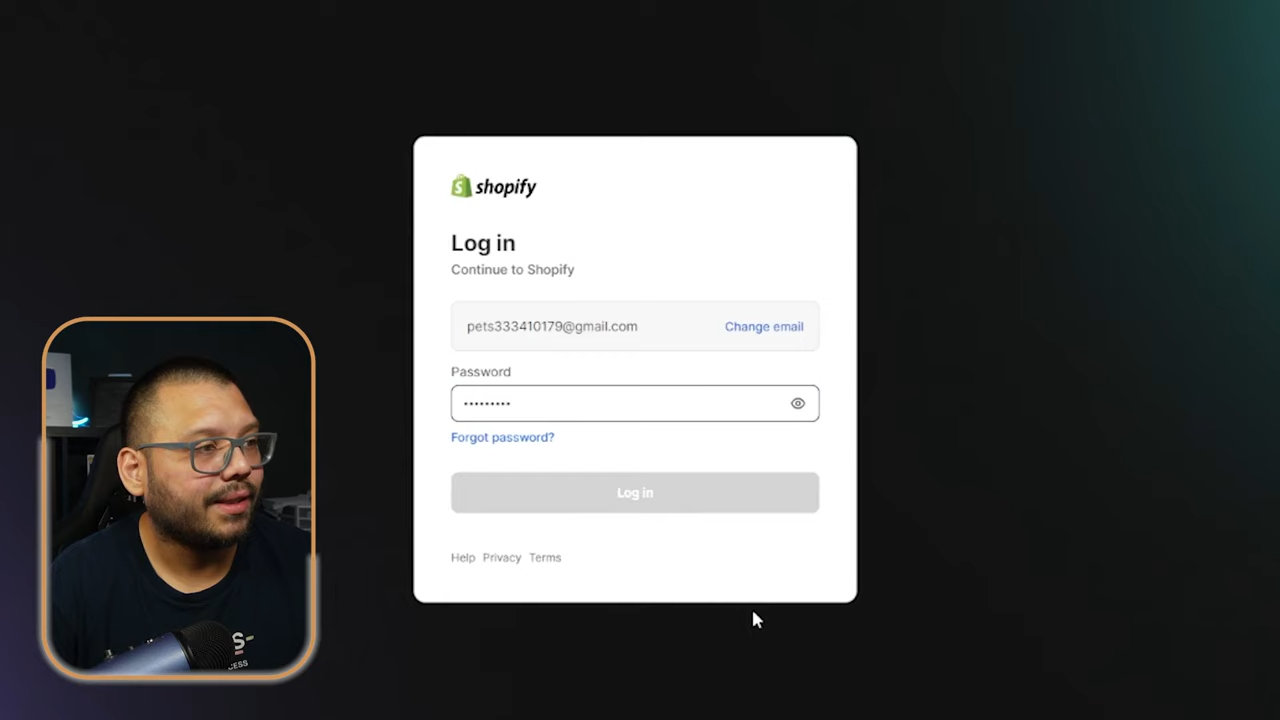 shopify
Log in
Continue to Shopify
pets333410179@gmail.com Change email
Password
•••••••••
Forgot password?
Log in
Help Privacy Terms
S-
CESS